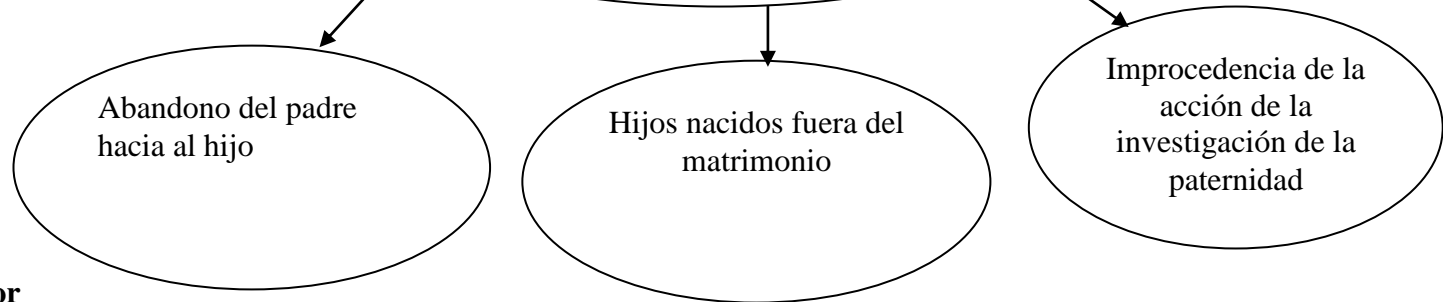 Abandono del padre
hacia al hijo
Hijos nacidos fuera del
matrimonio
Improcedencia de la
acción de la
investigación de la
paternidad